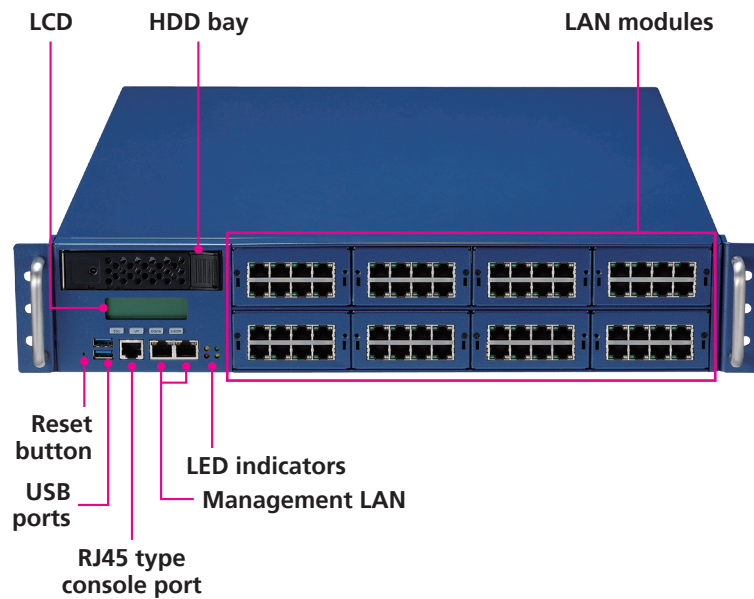 LCD
HDD bay
LAN modules
Reset
button
LED indicators
USB
ports
Management LAN
RJ45 type
console port